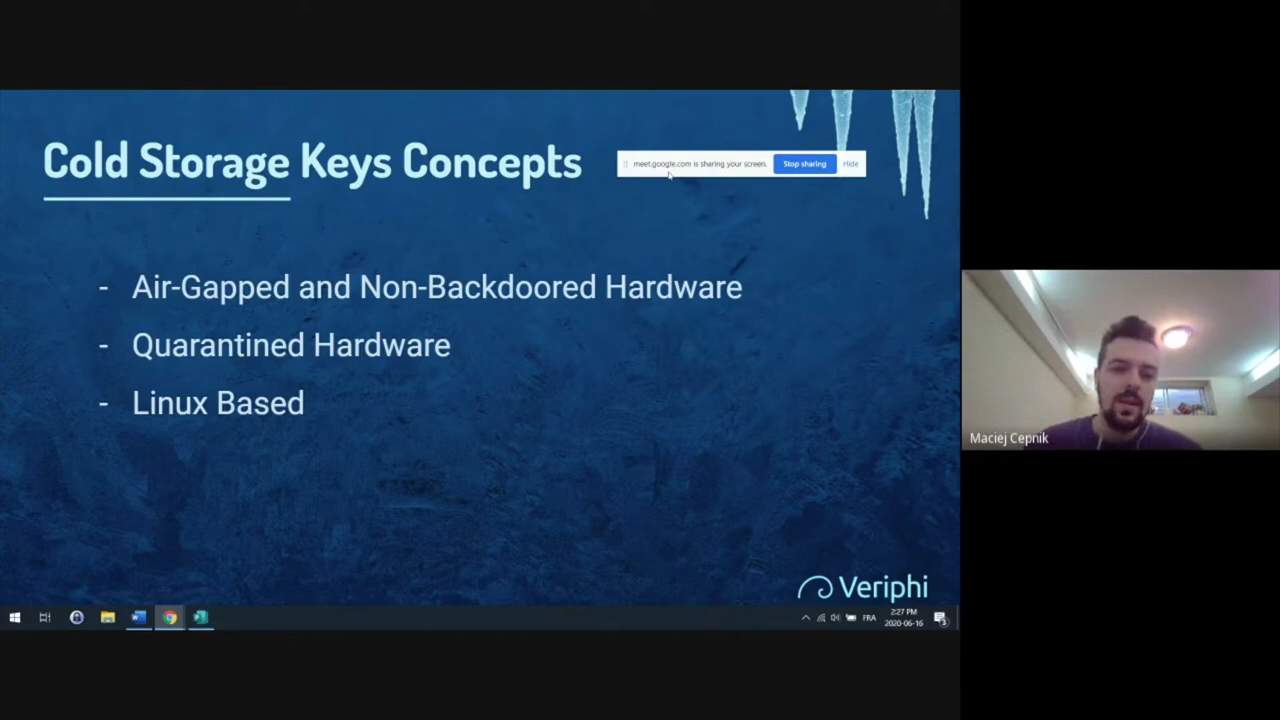 Cold Storage Keys Concepts
meet.google.com is sharing your screen. Stop sharing Hide
- Air-Gapped and Non-Backdoored Hardware
- Quarantined Hardware
- Linux Based
Maciej Cepnik
Veriphi
FRA
2:27 PM
2020-06-16
3